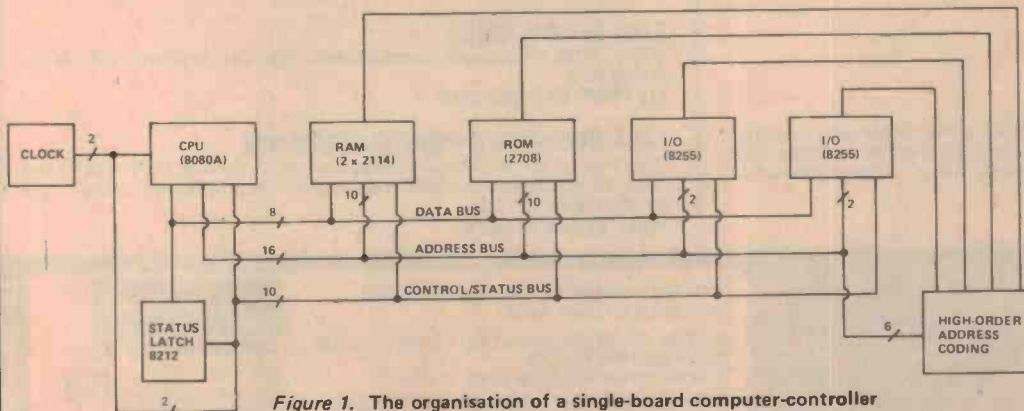 2
CLOCK
CPU
(8080A)
RAM
(2 x 2114)
ROM
(2708)
I/O
(8255)
I/O
(8255)
10
10
2
2
8
DATA BUS
16
ADDRESS BUS
10
CONTROL/STATUS BUS
STATUS
LATCH
8212
6
HIGH-ORDER
ADDRESS
CODING
2
Figure 1. The organisation of a single-board computer-controller